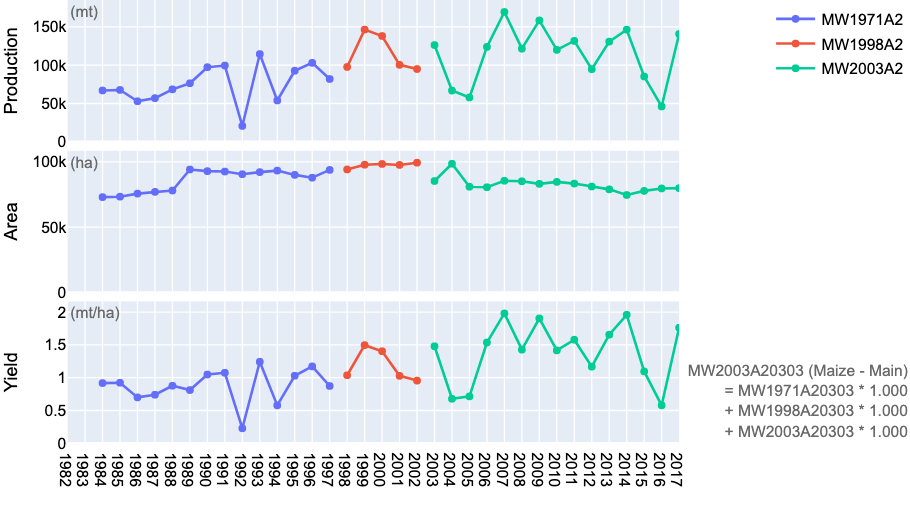 Production
(mt)
150k
100k
50k
0
MW1971A2
MW1998A2
MW2003A2
Area
(ha)
100k
50k
0
Yield
(mt/ha)
2
1.5
1
0.5
0
MW2003A20303 (Maize - Main)
= MW1971A20303 * 1.000
+ MW1998A20303 * 1.000
+ MW2003A20303 * 1.000
1982
1983
1984
1985
1986
1987
1988
1989
1990
1991
1992
1993
1994
1995
1996
1997
1998
1999
2000
2001
2002
2003
2004
2005
2006
2007
2008
2009
2010
2011
2012
2013
2014
2015
2016
2017